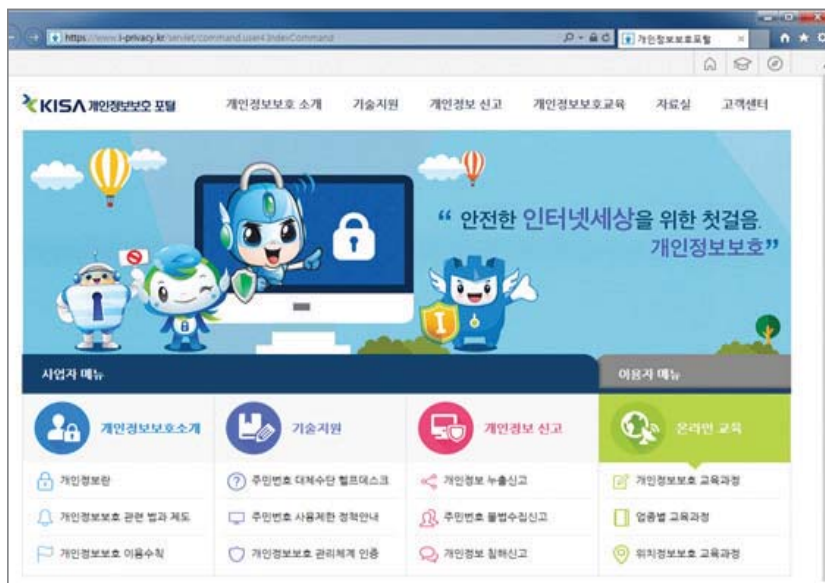 https://www.i-privacy.kr/servlet/command.user4.IndexCommand
개인정보보호포털
KISA 개인정보보호 포털
개인정보보호 소개 기술지원 개인정보 신고 개인정보보호교육 자료실 고객센터
“ 안전한 인터넷세상을 위한 첫걸음.
개인정보보호”
I
사업자 메뉴 이용자 메뉴
개인정보보호소개 기술지원 개인정보 신고 온라인 교육
개인정보란 주민번호 대체수단 헬프데스크 개인정보 누출신고 개인정보보호 교육과정
개인정보보호 관련 법과 제도 주민번호 사용제한 정책안내 주민번호 불법수집신고 업종별 교육과정
개인정보보호 이용수칙 개인정보보호 관리체계 인증 개인정보 침해신고 위치정보보호 교육과정